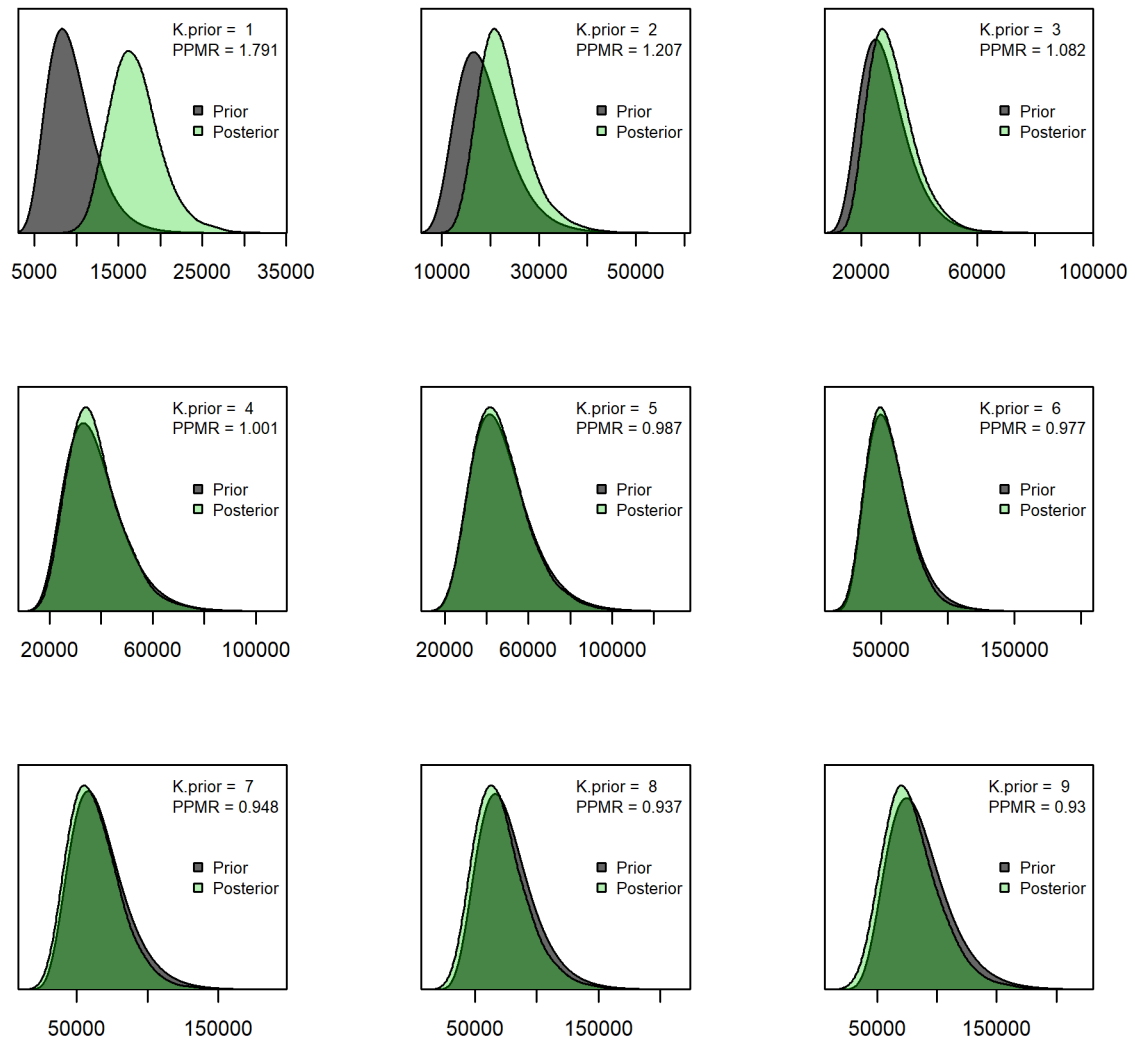 K.prior = 1
PPMR = 1.791
Prior
Posterior
5000 15000 25000 35000
K.prior = 2
PPMR = 1.207
Prior
Posterior
10000 30000 50000
K.prior = 3
PPMR = 1.082
Prior
Posterior
20000 60000 100000
K.prior = 4
PPMR = 1.001
Prior
Posterior
20000 60000 100000
K.prior = 5
PPMR = 0.987
Prior
Posterior
20000 60000 100000
K.prior = 6
PPMR = 0.977
Prior
Posterior
50000 150000
K.prior = 7
PPMR = 0.948
Prior
Posterior
50000 150000
K.prior = 8
PPMR = 0.937
Prior
Posterior
50000 150000
K.prior = 9
PPMR = 0.93
Prior
Posterior
50000 150000